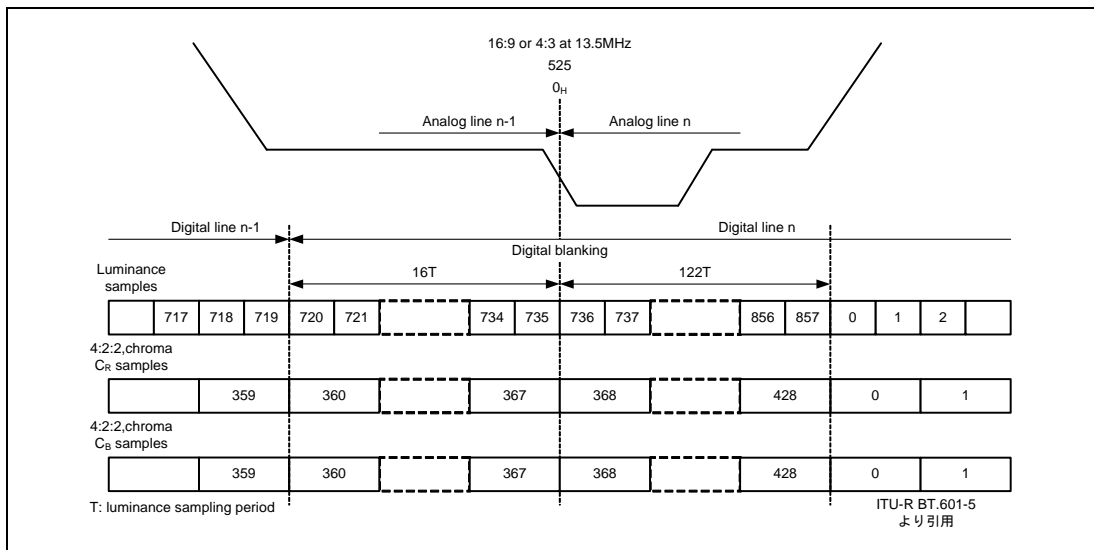 16:9 or 4:3 at 13.5MHz
525
0H
Analog line n-1 Analog line n
Digital line n-1 Digital line n
Digital blanking
16T 122T
Luminance
samples
717 718 719 720 721 734 735 736 737 856 857 0 1 2
4:2:2,chroma
CR samples
359 360 367 368 428 0 1
4:2:2,chroma
CB samples
359 360 367 368 428 0 1
T: luminance sampling period
ITU-R BT.601-5
より引用